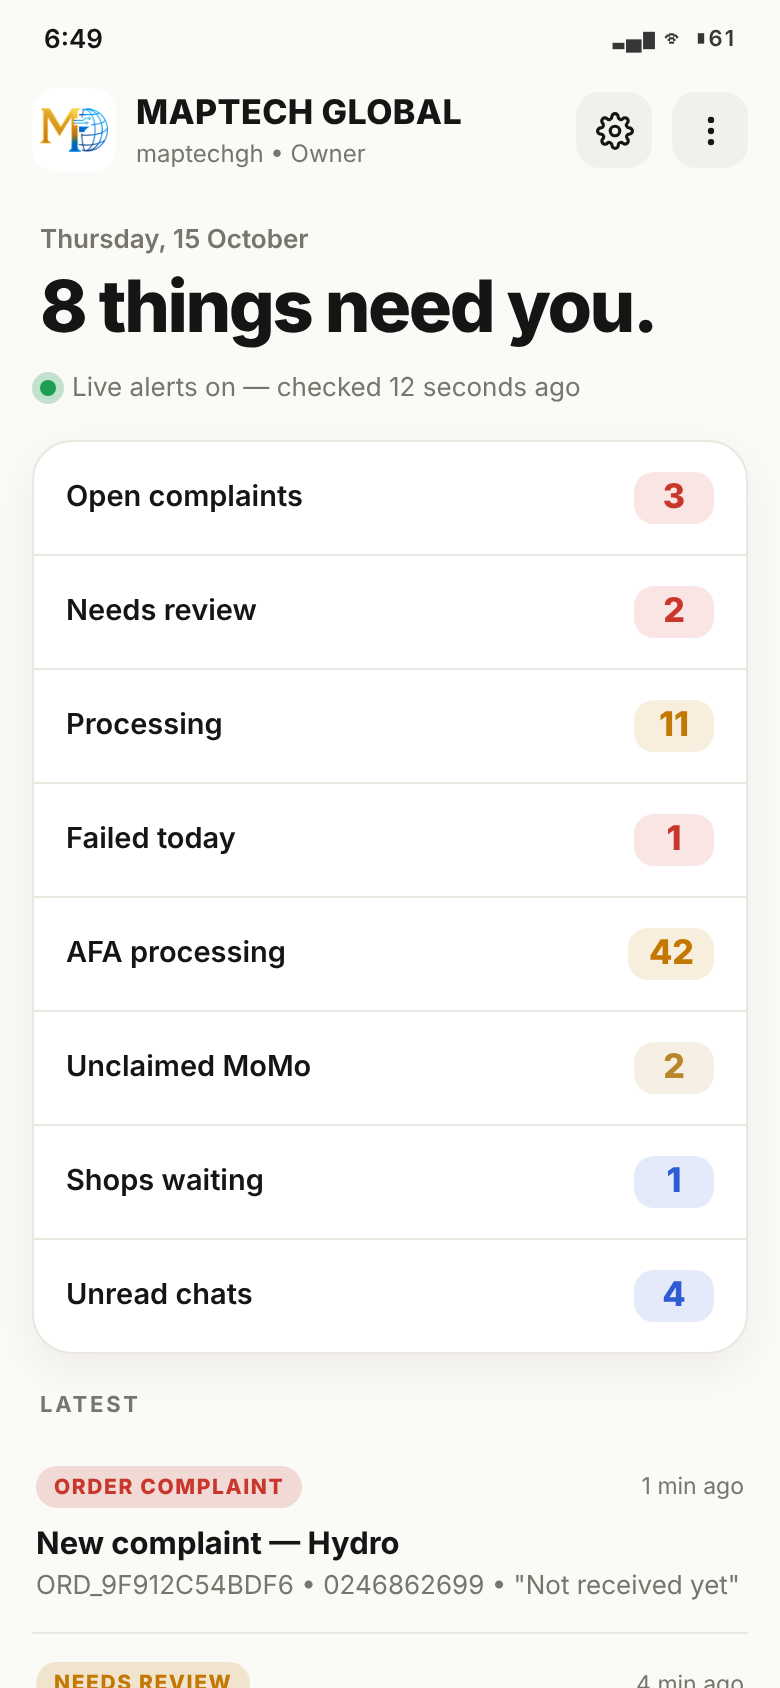 6:49
61
MAPTECH GLOBAL
maptechgh • Owner
Thursday, 15 October
8 things need you.
Live alerts on — checked 12 seconds ago
Open complaints 3
Needs review 2
Processing 11
Failed today 1
AFA processing 42
Unclaimed MoMo 2
Shops waiting 1
Unread chats 4
LATEST
ORDER COMPLAINT 1 min ago
New complaint — Hydro
ORD_9F912C54BDF6 • 0246862699 • "Not received yet"
NEEDS REVIEW 4 min ago